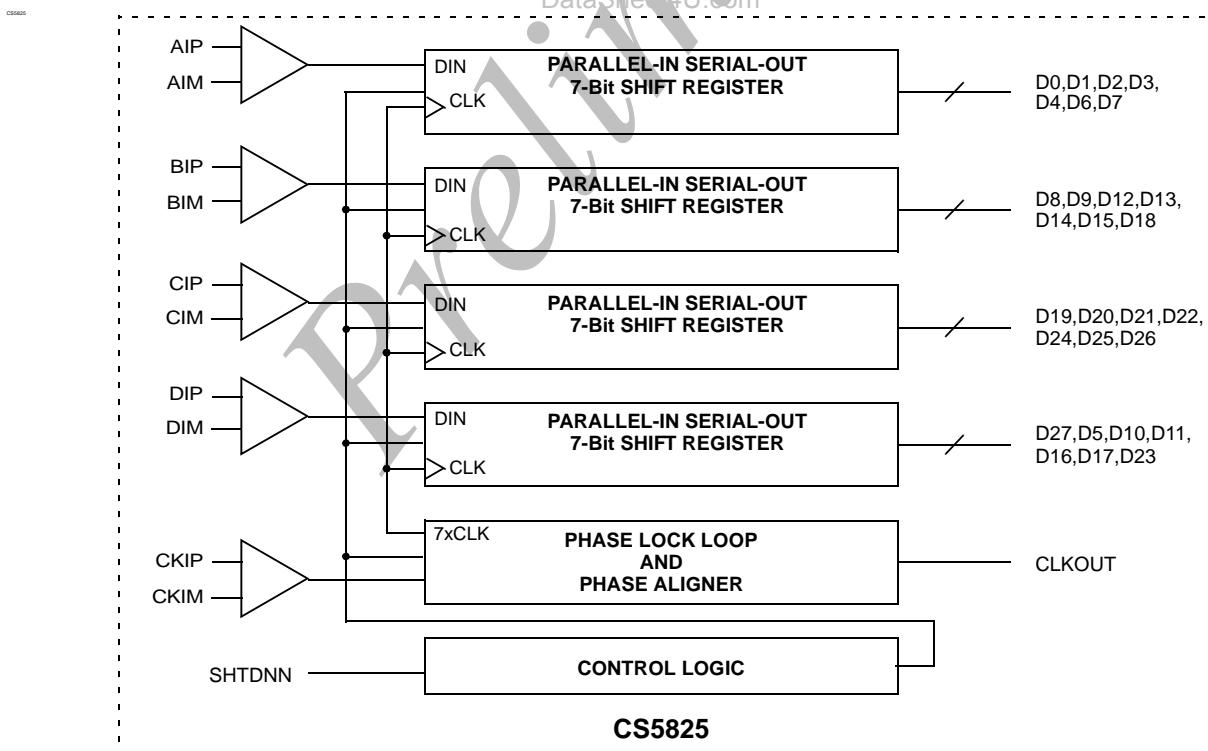 CS5825
DataSheet4U.com
AIP
AIM
DIN
CLK
PARALLEL-IN SERIAL-OUT
7-Bit SHIFT REGISTER
D0,D1,D2,D3,
D4,D6,D7
BIP
BIM
DIN
CLK
PARALLEL-IN SERIAL-OUT
7-Bit SHIFT REGISTER
D8,D9,D12,D13,
D14,D15,D18
CIP
CIM
DIN
CLK
PARALLEL-IN SERIAL-OUT
7-Bit SHIFT REGISTER
D19,D20,D21,D22,
D24,D25,D26
DIP
DIM
DIN
CLK
PARALLEL-IN SERIAL-OUT
7-Bit SHIFT REGISTER
D27,D5,D10,D11,
D16,D17,D23
CKIP
CKIM
7xCLK
PHASE LOCK LOOP
AND
PHASE ALIGNER
CLKOUT
SHTDNN
CONTROL LOGIC
CS5825